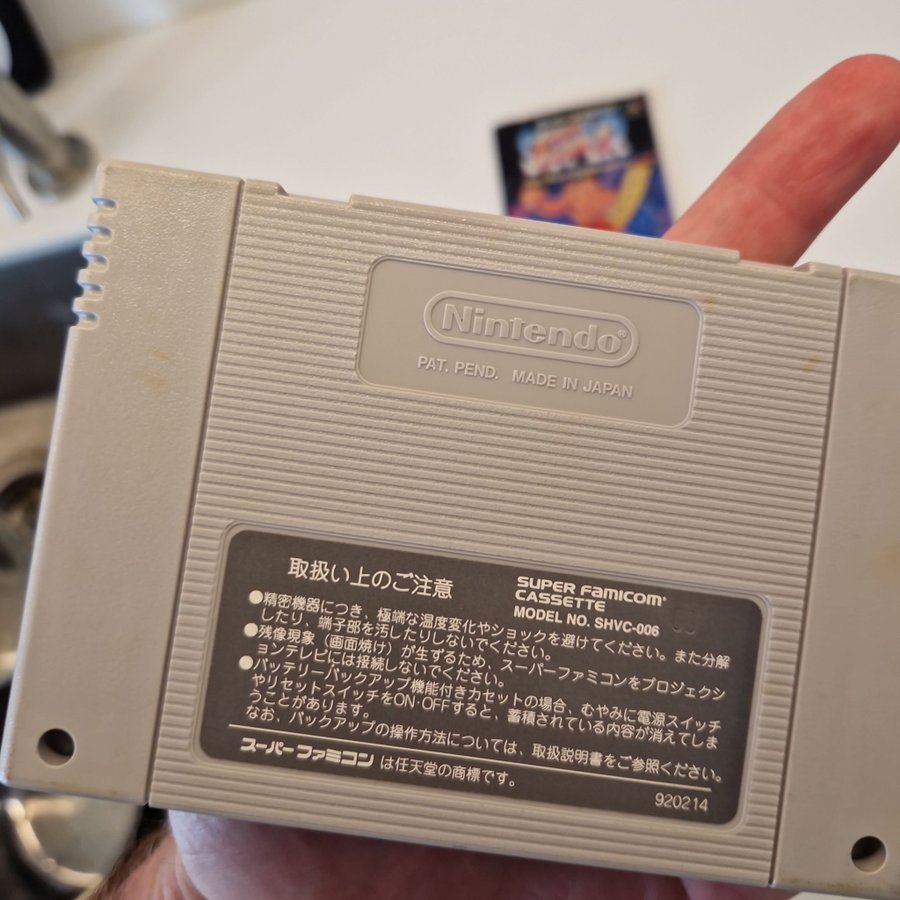 Nintendo®
PAT. PEND. MADE IN JAPAN
取扱い上のご注意
SUPER FAMICOM®
CASSETTE
MODEL NO. SHVC-006
●精密機器につき、極端な温度変化やショックを避けてください。また分解
したり、端子部を汚したりしないでください。
●残像現象(画面焼け)が生ずるため、スーパーファミコンをプロジェクシ
ョンテレビには接続しないでください。
●バッテリーバックアップ機能付きカセットの場合、むやみに電源スイッチ
やリセットスイッチをON・OFFすると、蓄積されている内容が消えてしま
うことがあります。
なお、バックアップの操作方法については、取扱説明書をご参照ください。
スーパーファミコンは任天堂の商標です。
920214